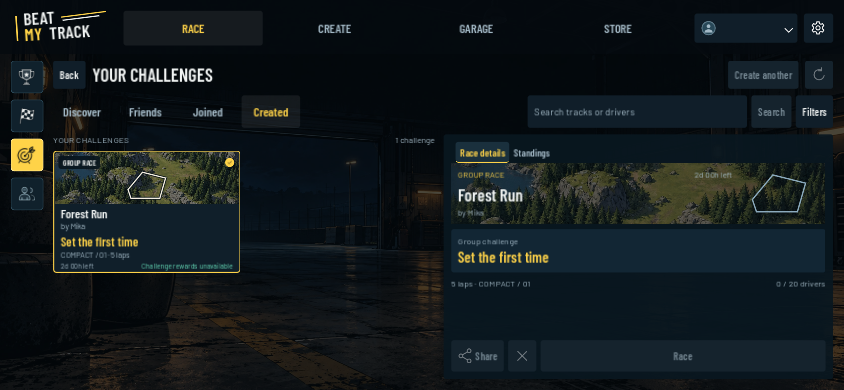 BEAT
MY TRACK
RACE
CREATE
GARAGE
STORE
Back
YOUR CHALLENGES
Create another
Discover
Friends
Joined
Created
Search tracks or drivers
Search
Filters
YOUR CHALLENGES
1 challenge
GROUP RACE
Forest Run
by Mika
Set the first time
COMPACT / 01 · 5 laps
2d 00h left
Challenge rewards unavailable
Race details
Standings
GROUP RACE
2d 00h left
Forest Run
by Mika
Group challenge
Set the first time
5 laps · COMPACT / 01
0 / 20 drivers
Share
Race